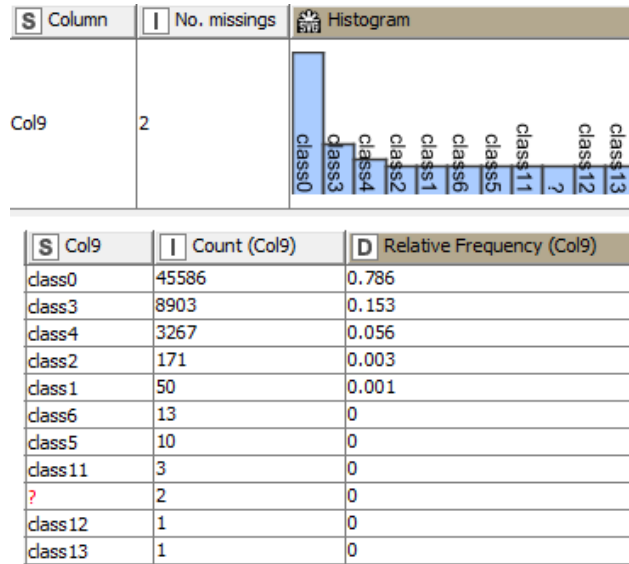 S Column I No. missings SVG Histogram
Col9 2 class0 class3 class4 class2 class1 class6 class5 class11 ? class12 class13
S Col9 I Count (Col9) D Relative Frequency (Col9)
class0 45586 0.786
class3 8903 0.153
class4 3267 0.056
class2 171 0.003
class1 50 0.001
class6 13 0
class5 10 0
class11 3 0
? 2 0
class12 1 0
class13 1 0